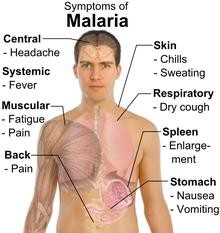 Symptoms of
Malaria
Central
- Headache
Systemic
- Fever
Muscular
- Fatigue
- Pain
Back
- Pain
Skin
- Chills
- Sweating
Respiratory
- Dry cough
Spleen
- Enlarge-
ment
Stomach
- Nausea
- Vomiting